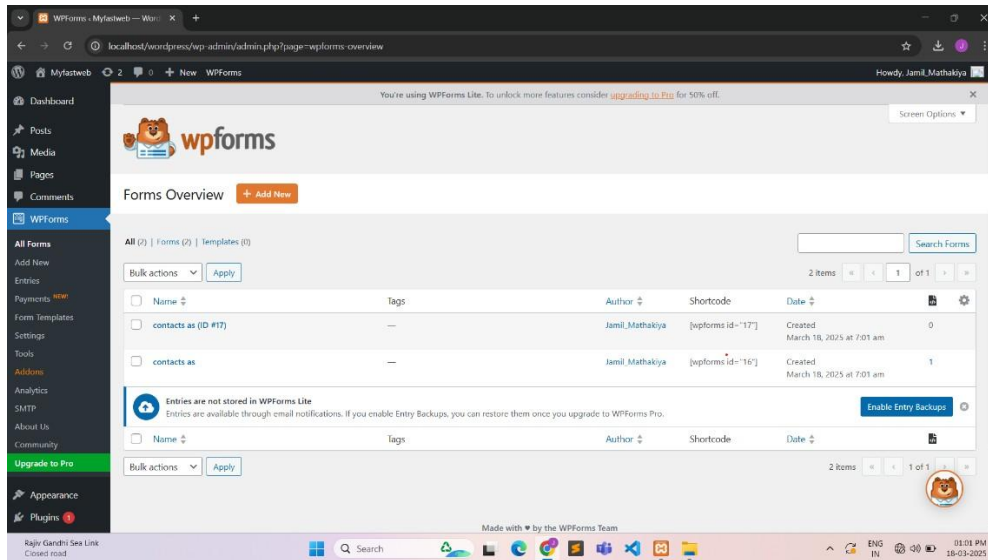 WPForms ‹ Myfastweb — Word
localhost/wordpress/wp-admin/admin.php?page=wpforms-overview
Myfastweb 2 0 + New WPForms Howdy, Jamil_Mathakiya
Dashboard
Posts
Media
Pages
Comments
WPForms
All Forms
Add New
Entries
Payments NEW!
Form Templates
Settings
Tools
Addons
Analytics
SMTP
About Us
Community
Upgrade to Pro
Appearance
Plugins 1
You're using WPForms Lite. To unlock more features consider upgrading to Pro for 50% off.
Screen Options
wpforms
Forms Overview + Add New
All (2) | Forms (2) | Templates (0) Search Forms
Bulk actions Apply 2 items « ‹ 1 of 1 › »
Name Tags Author Shortcode Date
contacts as (ID #17) — Jamil_Mathakiya [wpforms id="17"] Created 0
March 18, 2025 at 7:01 am
contacts as — Jamil_Mathakiya [wpforms id="16"] Created 1
March 18, 2025 at 7:01 am
Entries are not stored in WPForms Lite
Entries are available through email notifications. If you enable Entry Backups, you can restore them once you upgrade to WPForms Pro.
Enable Entry Backups
Name Tags Author Shortcode Date
Bulk actions Apply 2 items « ‹ 1 of 1 › »
Made with ♥ by the WPForms Team
Rajiv Gandhi Sea Link
Closed road
Search
ENG
IN
01:01 PM
18-03-2025